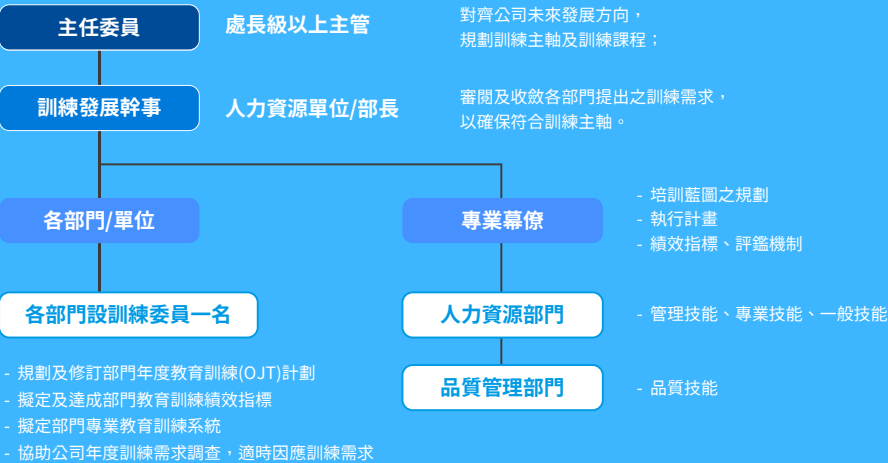 主任委員
處長級以上主管
對齊公司未來發展方向，
規劃訓練主軸及訓練課程；
訓練發展幹事
人力資源單位/部長
審閱及收斂各部門提出之訓練需求，
以確保符合訓練主軸。
各部門/單位
專業幕僚
- 培訓藍圖之規劃
- 執行計畫
- 績效指標、評鑑機制
各部門設訓練委員一名
人力資源部門
- 管理技能、專業技能、一般技能
- 規劃及修訂部門年度教育訓練(OJT)計劃
- 擬定及達成部門教育訓練績效指標
- 擬定部門專業教育訓練系統
- 協助公司年度訓練需求調查，適時因應訓練需求
品質管理部門
- 品質技能